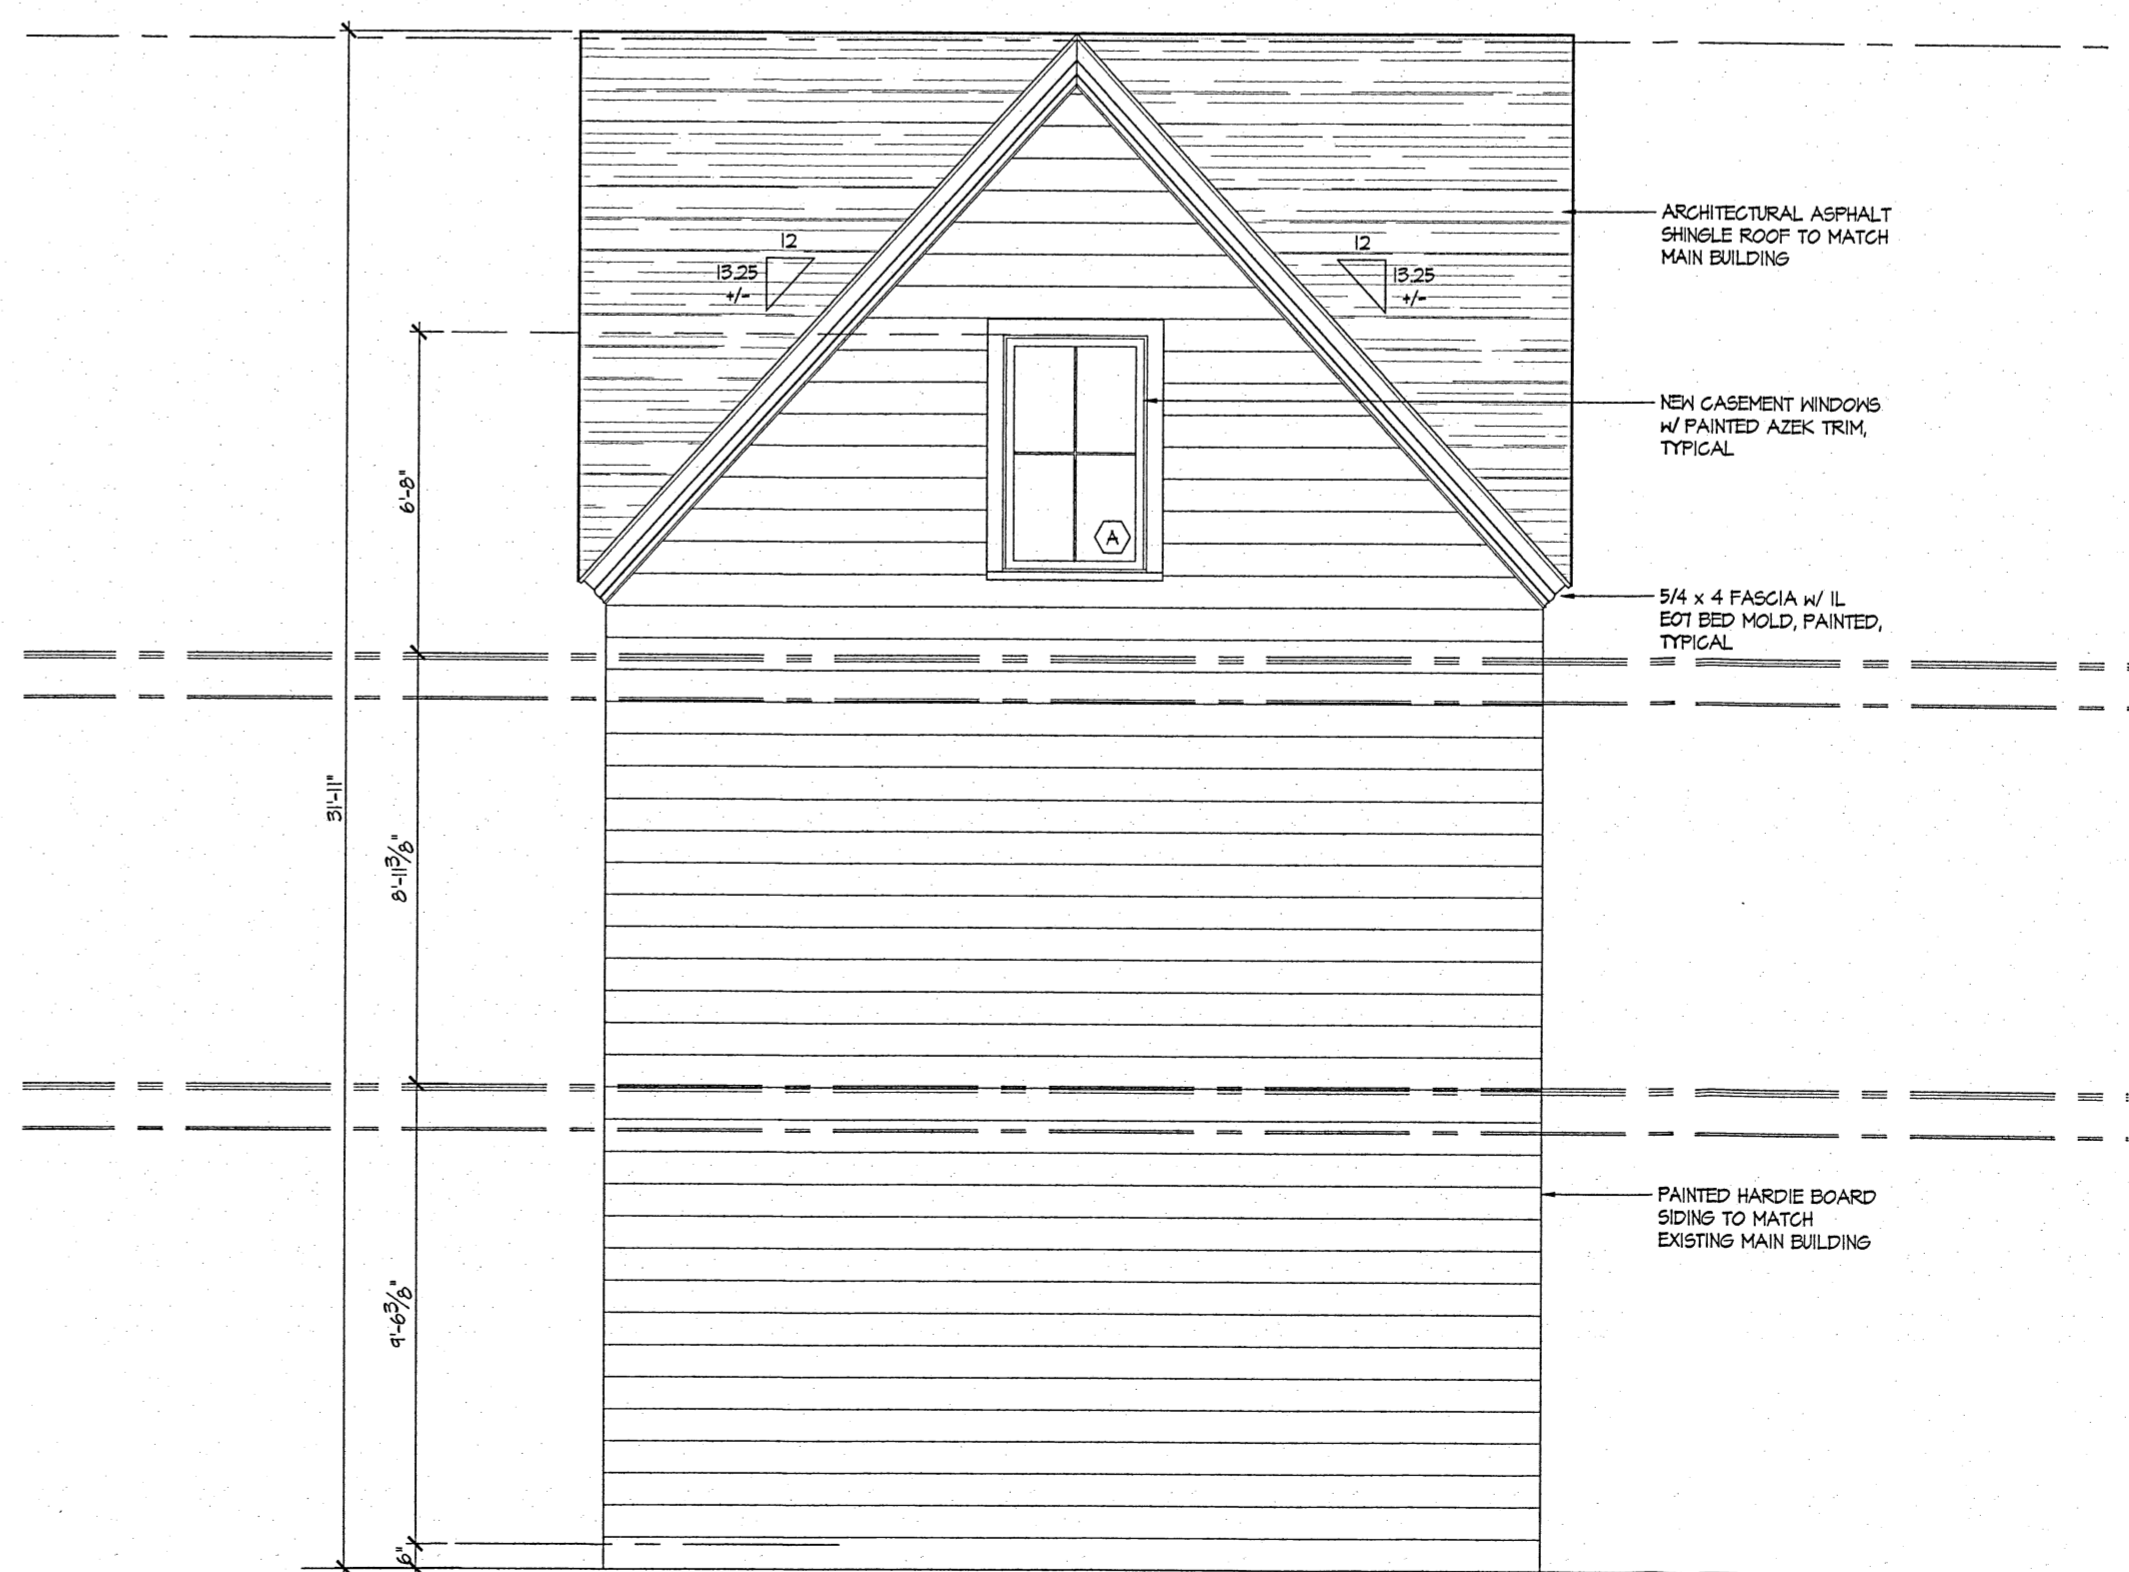 12
13.25
+/-
12
13.25
+/-
ARCHITECTURAL ASPHALT
SHINGLE ROOF TO MATCH
MAIN BUILDING
NEW CASEMENT WINDOWS
W/ PAINTED AZEK TRIM,
TYPICAL
A
6'-8"
5/4 x 4 FASCIA W/ IL
E07 BED MOLD, PAINTED,
TYPICAL
31'-11"
8'-11 3/8"
PAINTED HARDIE BOARD
SIDING TO MATCH
EXISTING MAIN BUILDING
9'-6 3/8"
6"